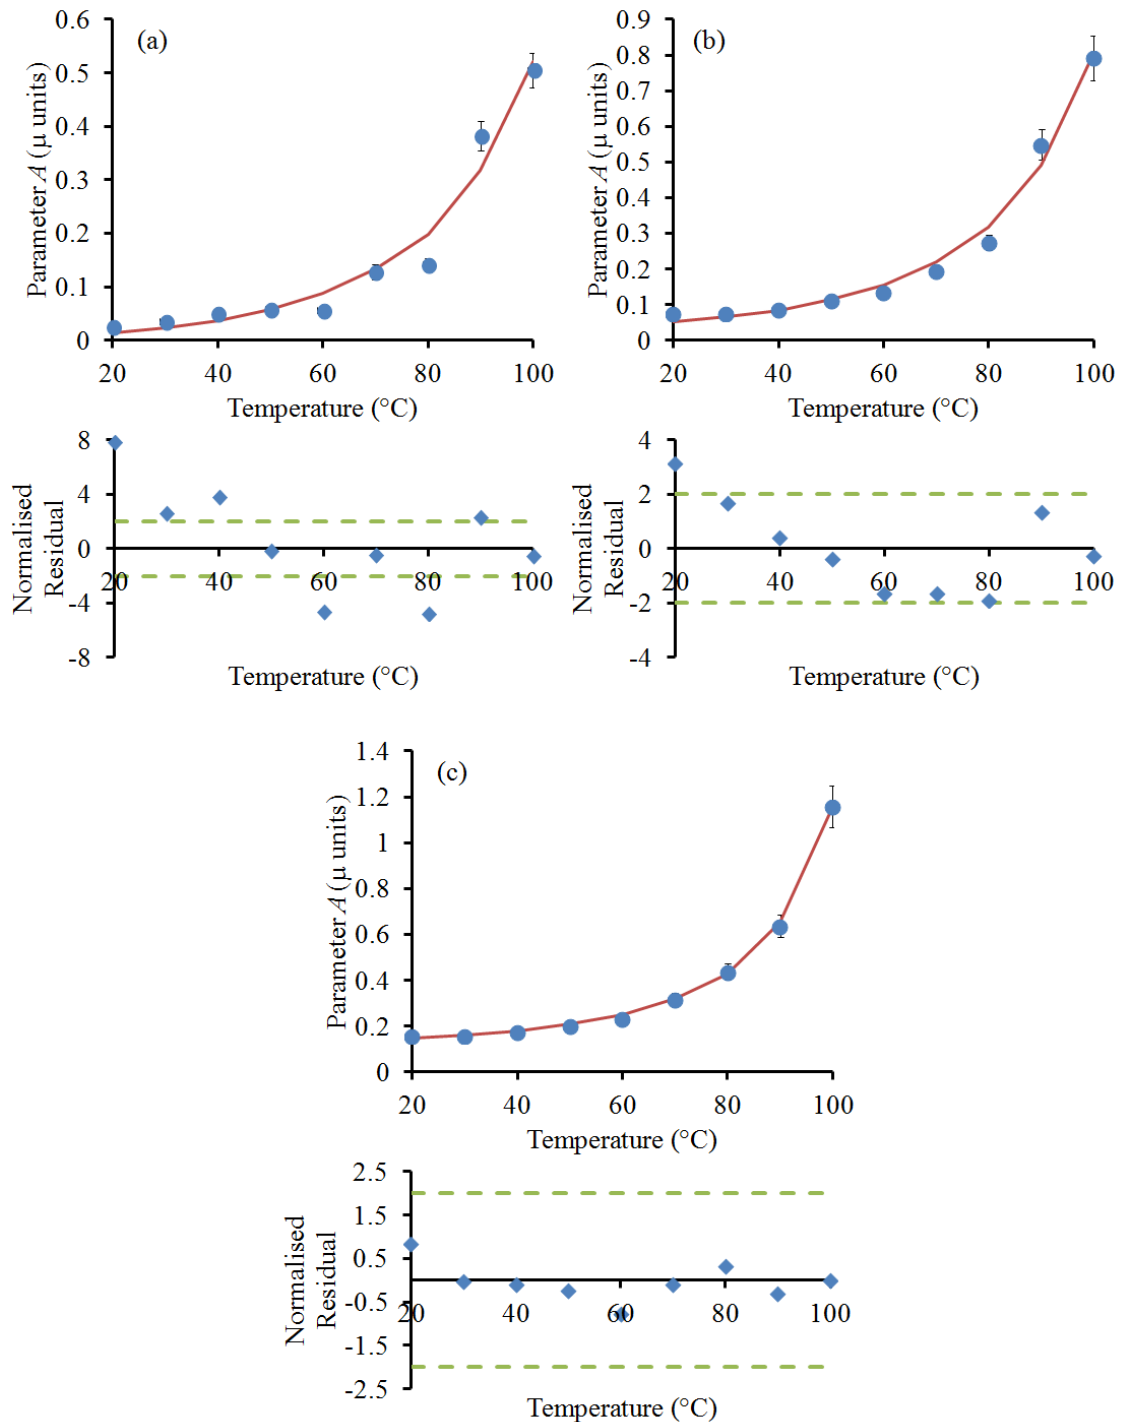 (a)
Parameter A (μ units)
0.6
0.5
0.4
0.3
0.2
0.1
0
20 40 60 80 100
Temperature (°C)
Normalised
Residual
8
4
0
-4
-8
20 40 60 80 100
Temperature (°C)
(b)
Parameter A (μ units)
0.9
0.8
0.7
0.6
0.5
0.4
0.3
0.2
0.1
0
20 40 60 80 100
Temperature (°C)
Normalised
Residual
4
2
0
-2
-4
20 40 60 80 100
Temperature (°C)
(c)
Parameter A (μ units)
1.4
1.2
1
0.8
0.6
0.4
0.2
0
20 40 60 80 100
Temperature (°C)
Normalised
Residual
2.5
1.5
0.5
-0.5
-1.5
-2.5
20 40 60 80 100
Temperature (°C)